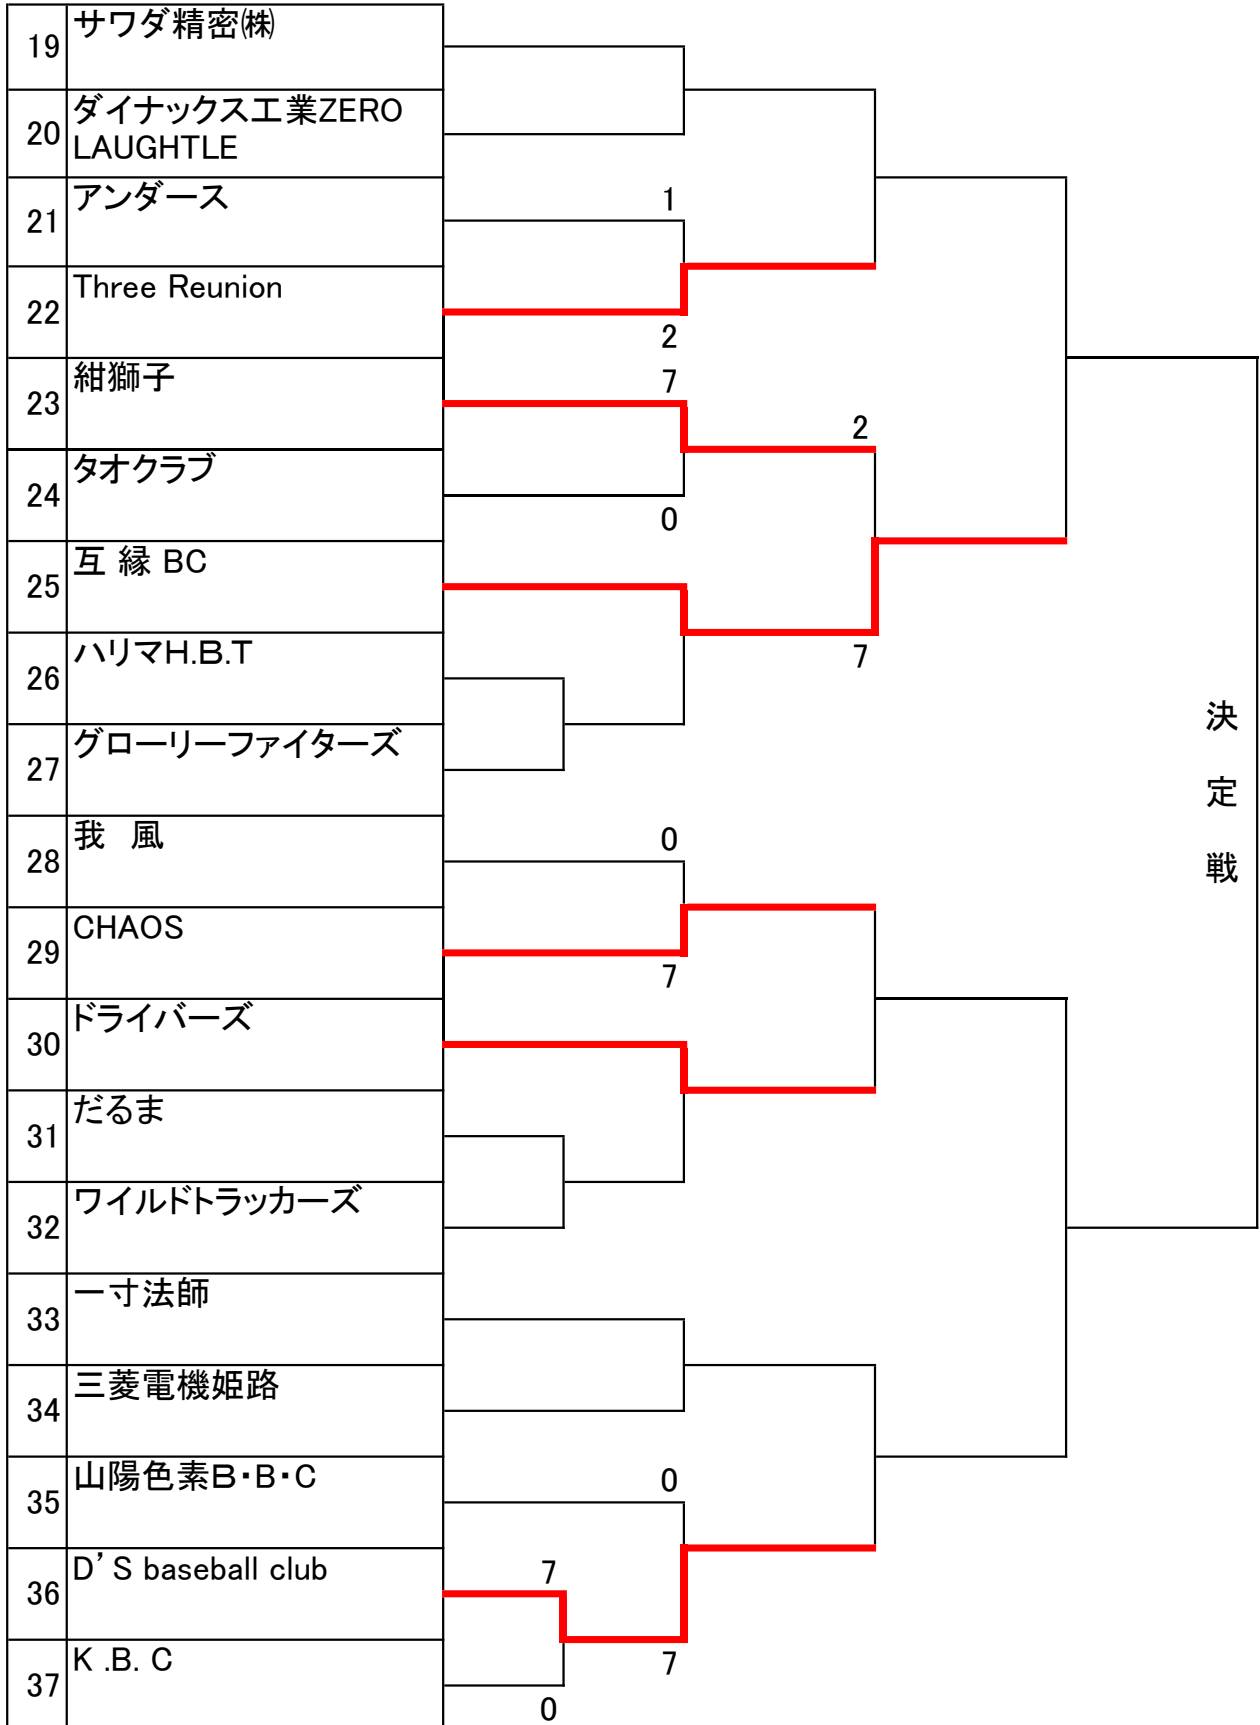 19 サワダ精密㈱
20 ダイナックス工業ZERO
LAUGHTLE
21 アンダース 1
22 Three Reunion
2
23 紺獅子 7
2
24 タオクラブ
0
25 互 縁 BC
7
26 ハリマH.B.T
27 グローリーファイターズ
決
定
戦
28 我 風 0
29 CHAOS
7
30 ドライバーズ
31 だるま
32 ワイルドトラッカーズ
33 一寸法師
34 三菱電機姫路
35 山陽色素B・B・C 0
36 D'S baseball club 7
37 K .B. C 7
0